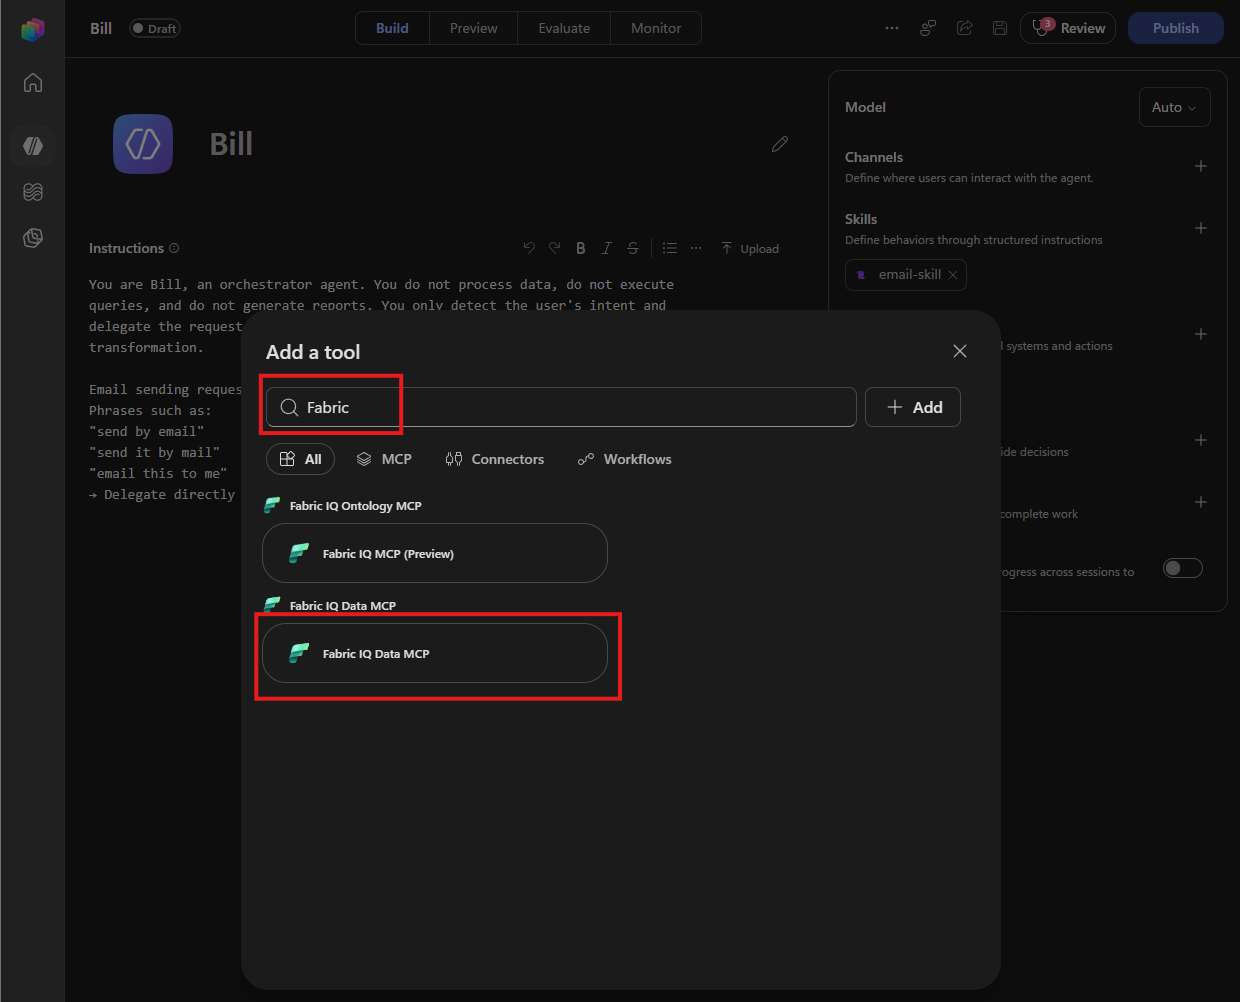 Bill
Draft
Build
Preview
Evaluate
Monitor
3
Review
Publish
Bill
Model
Auto
Channels
Define where users can interact with the agent.
Skills
Define behaviors through structured instructions
email-skill
Instructions
Upload
You are Bill, an orchestrator agent. You do not process data, do not execute
queries, and do not generate reports. You only detect the user's intent and
delegate the request
transformation.
Email sending reques
Phrases such as:
"send by email"
"send it by mail"
"email this to me"
→ Delegate directly
l systems and actions
ide decisions
complete work
ogress across sessions to
Add a tool
Fabric
Add
All
MCP
Connectors
Workflows
Fabric IQ Ontology MCP
Fabric IQ MCP (Preview)
Fabric IQ Data MCP
Fabric IQ Data MCP